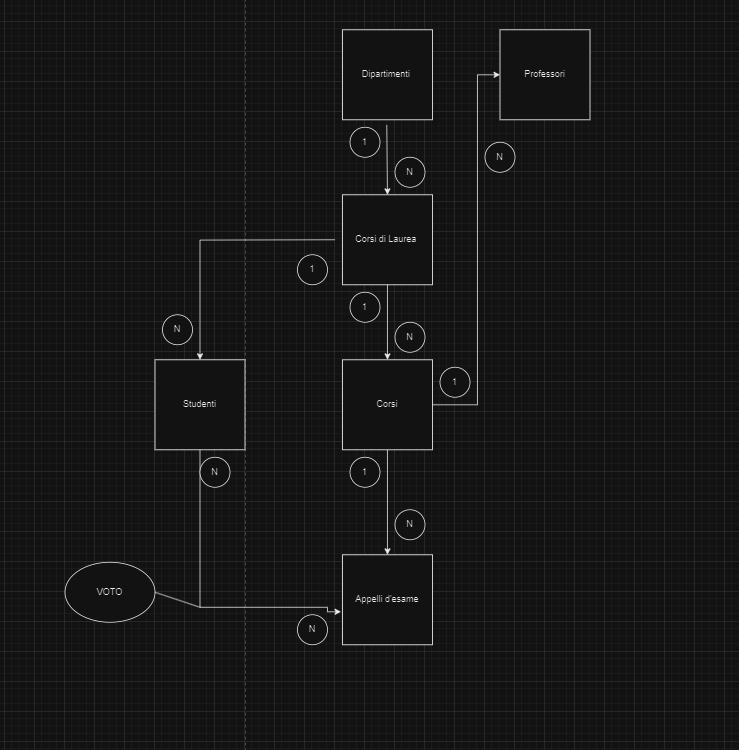 Dipartimenti
Professori
1
N
N
Corsi di Laurea
1
1
N
N
Studenti
Corsi
1
N
1
N
VOTO
Appelli d'esame
N